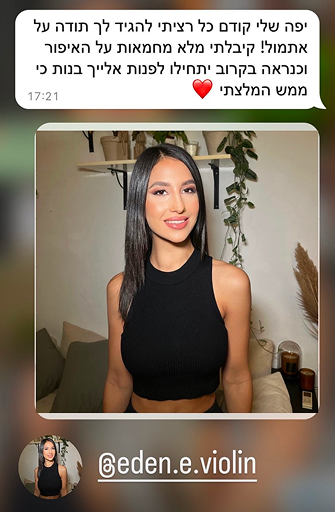 יפה שלי קודם כל רציתי להגיד לך תודה על
אתמול! קיבלתי מלא מחמאות על האיפור
וכנראה בקרוב יתחילו לפנות אלייך בנות כי
ממש המלצתי ❤️
17:21
@eden.e.violin